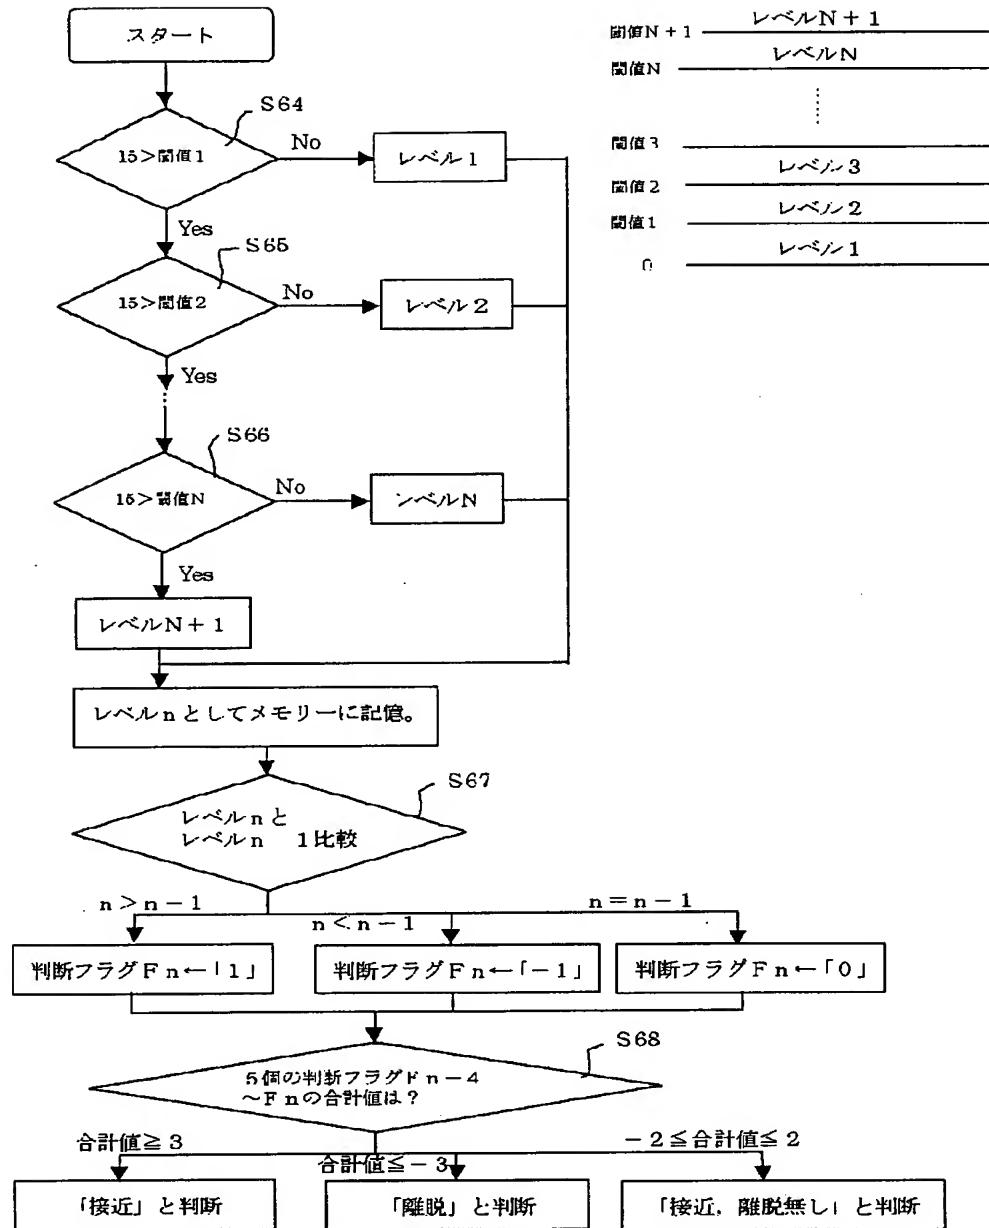 スタート
S64
15>閾値1
No
レベル1
Yes
S65
15>閾値2
No
レベル2
Yes
S66
15>閾値N
No
ンベルN
Yes
レベルN+1
レベルnとしてメモリーに記憶。
S67
レベルnと
レベルn 1比較
n>n-1
n<n-1
n=n-1
判断フラグFn←「1」
判断フラグFn←「-1」
判断フラグFn←「0」
S68
5個の判断フラグFn-4
~Fnの合計値は?
合計値≧3
合計値≦-3
-2≦合計値≦2
「接近」と判断
「離脱」と判断
「接近,離脱無し」と判断
閾値N+1
レベルN+1
閾値N
レベルN
閾値3
レベル3
閾値2
レベル2
閾値1
レベル1
0